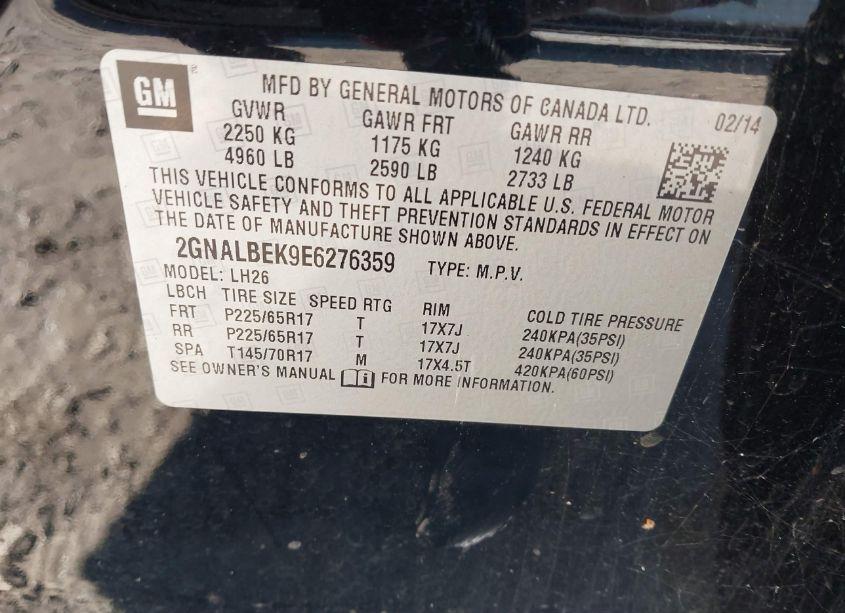 GM
MFD BY GENERAL MOTORS OF CANADA LTD. 02/14
GVWR GAWR FRT GAWR RR
2250 KG 1175 KG 1240 KG
4960 LB 2590 LB 2733 LB
THIS VEHICLE CONFORMS TO ALL APPLICABLE U.S. FEDERAL MOTOR
VEHICLE SAFETY AND THEFT PREVENTION STANDARDS IN EFFECT ON
THE DATE OF MANUFACTURE SHOWN ABOVE.
2GNALBEK9E6276359 TYPE: M.P.V.
MODEL: LH26
LBCH TIRE SIZE SPEED RTG RIM COLD TIRE PRESSURE
FRT P225/65R17 T 17X7J 240KPA(35PSI)
RR P225/65R17 T 17X7J 240KPA(35PSI)
SPA T145/70R17 M 17X4.5T 420KPA(60PSI)
SEE OWNER'S MANUAL FOR MORE INFORMATION.